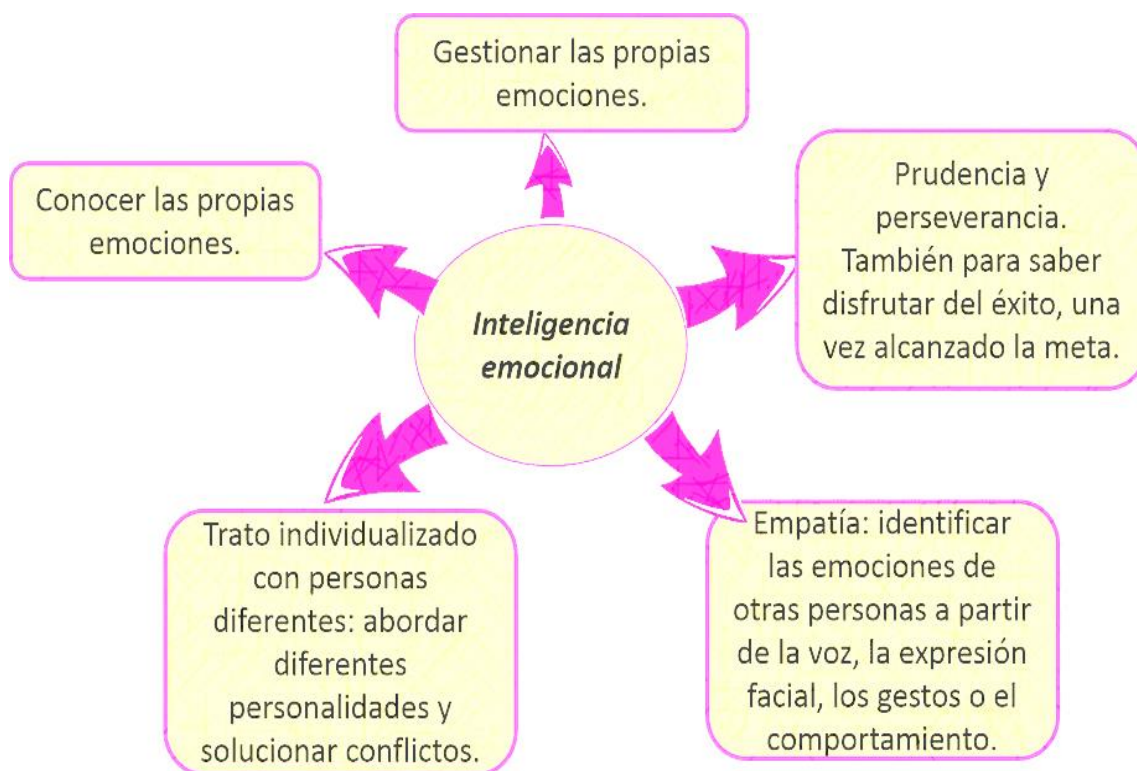 Gestionar las propias
emociones.
Conocer las propias
emociones.
Prudencia y
perseverancia.
También para saber
disfrutar del éxito, una
vez alcanzado la meta.
Inteligencia
emocional
Trato individualizado
con personas
diferentes: abordar
diferentes
personalidades y
solucionar conflictos.
Empatía: identificar
las emociones de
otras personas a partir
de la voz, la expresión
facial, los gestos o el
comportamiento.